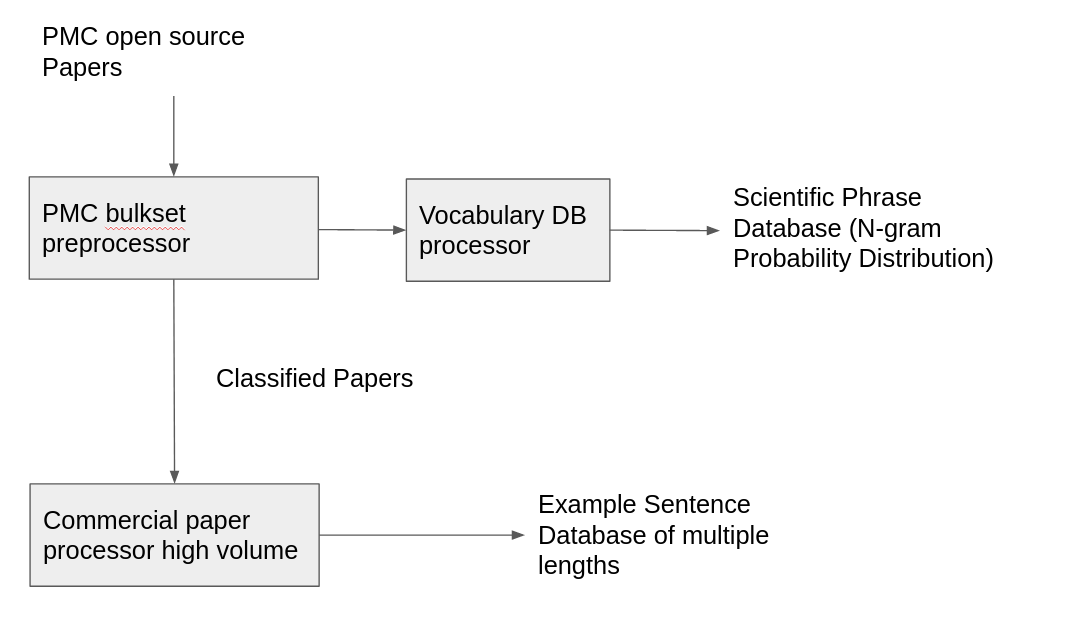 PMC open source
Papers
PMC bulkset
preprocessor
Vocabulary DB
processor
Scientific Phrase
Database (N-gram
Probability Distribution)
Classified Papers
Commercial paper
processor high volume
Example Sentence
Database of multiple
lengths